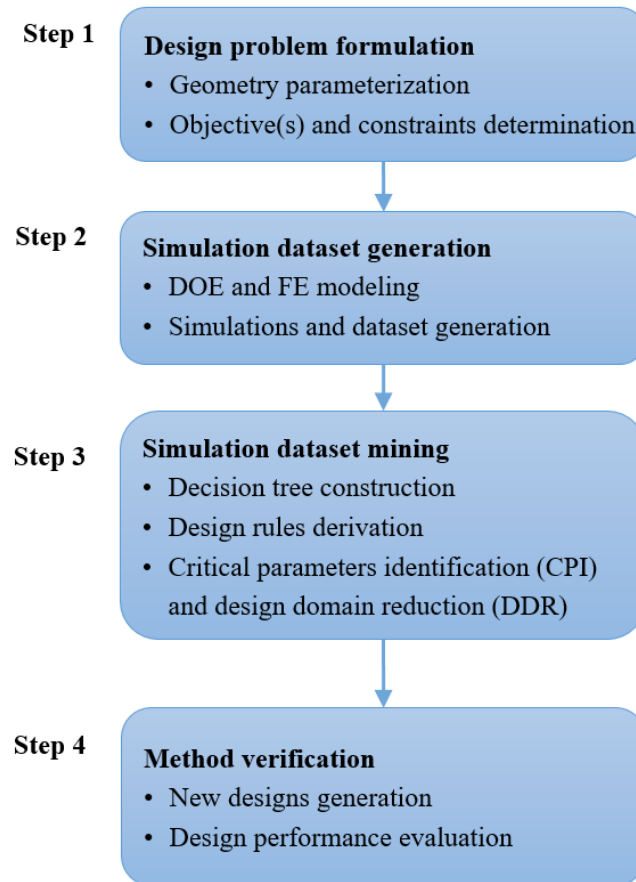 Step 1
Design problem formulation
• Geometry parameterization
• Objective(s) and constraints determination
Step 2
Simulation dataset generation
• DOE and FE modeling
• Simulations and dataset generation
Step 3
Simulation dataset mining
• Decision tree construction
• Design rules derivation
• Critical parameters identification (CPI)
and design domain reduction (DDR)
Step 4
Method verification
• New designs generation
• Design performance evaluation